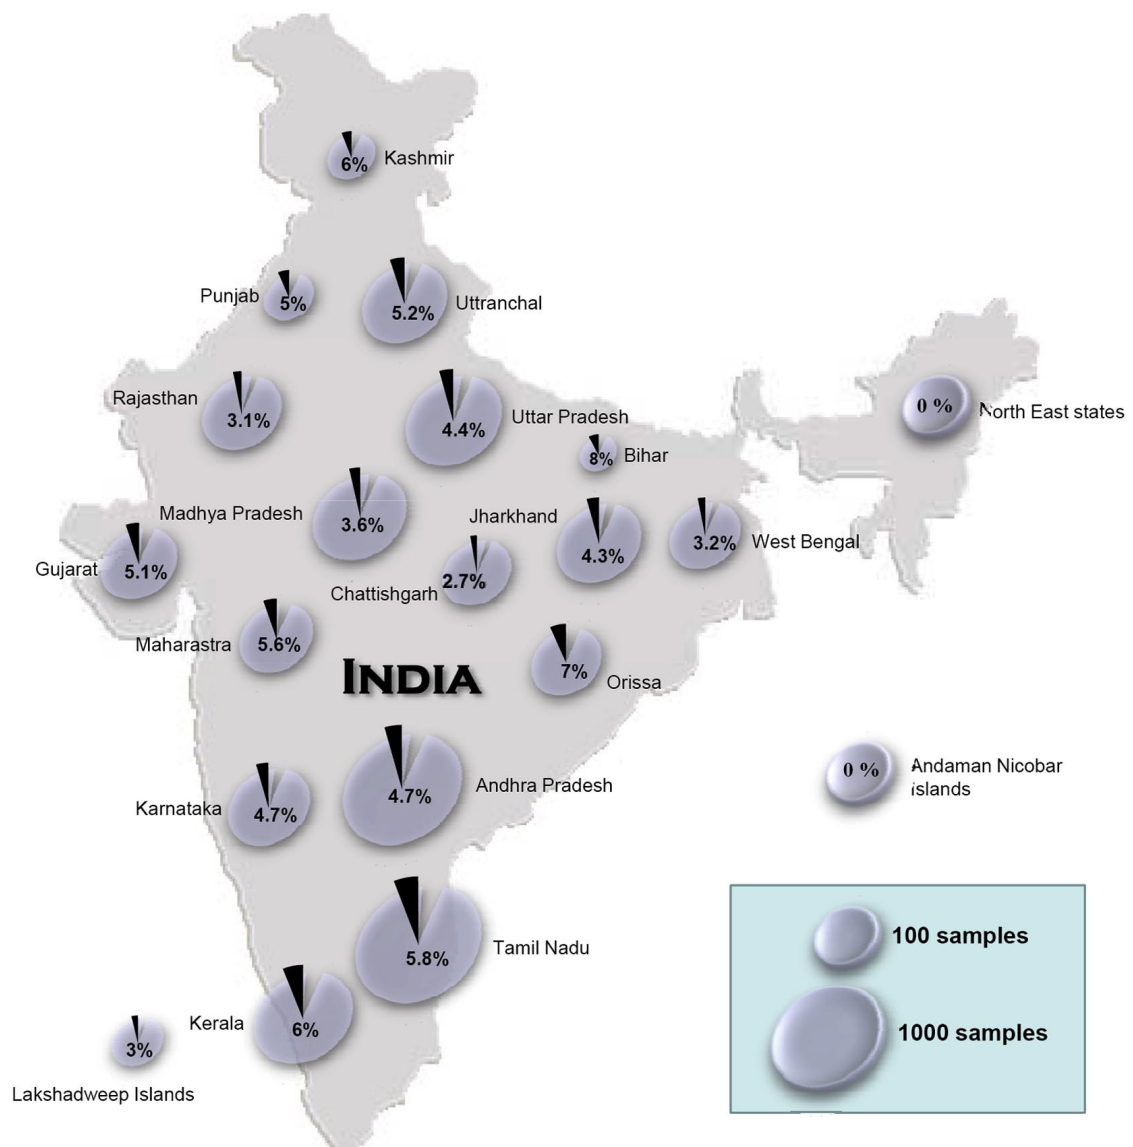 6%
Kashmir
Punjab
5%
5.2%
Uttranchal
Rajasthan
3.1%
4.4%
Uttar Pradesh
8%
Bihar
0 %
North East states
Madhya Pradesh
3.6%
Jharkhand
4.3%
3.2%
West Bengal
Gujarat
5.1%
Chattishgarh
2.7%
Maharastra
5.6%
INDIA
7%
Orissa
Karnataka
4.7%
4.7%
Andhra Pradesh
0 %
Andaman Nicobar
islands
5.8%
Tamil Nadu
Kerala
6%
3%
Lakshadweep Islands
100 samples
1000 samples